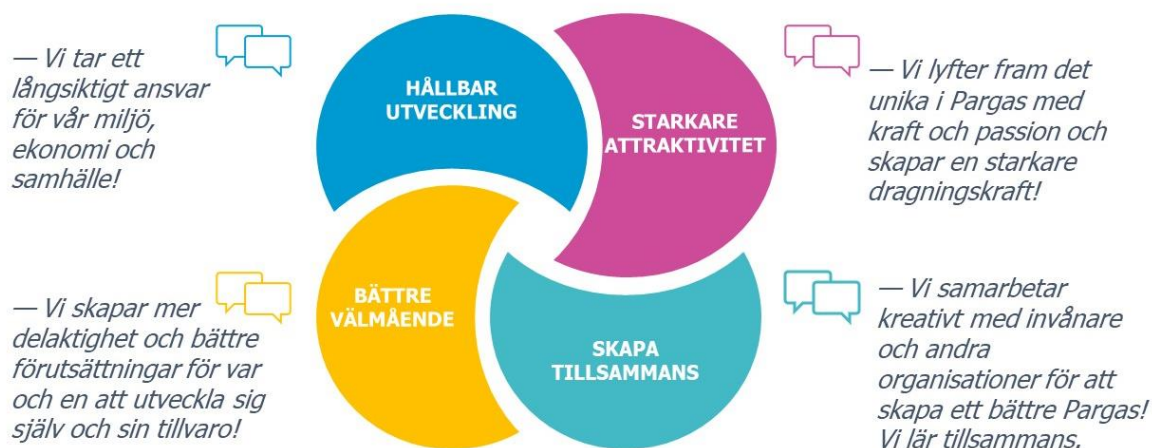 — Vi tar ett
långsiktigt ansvar
för vår miljö,
ekonomi och
samhälle!
HÅLLBAR
UTVECKLING
STARKARE
ATTRAKTIVITET
— Vi lyfter fram det
unika i Pargas med
kraft och passion och
skapar en starkare
dragningskraft!
— Vi skapar mer
delaktighet och bättre
förutsättningar för var
och en att utveckla sig
själv och sin tillvaro!
BÄTTRE
VÄLMÅENDE
SKAPA
TILLSAMMANS
— Vi samarbetar
kreativt med invånare
och andra
organisationer för att
skapa ett bättre Pargas!
Vi lär tillsammans.